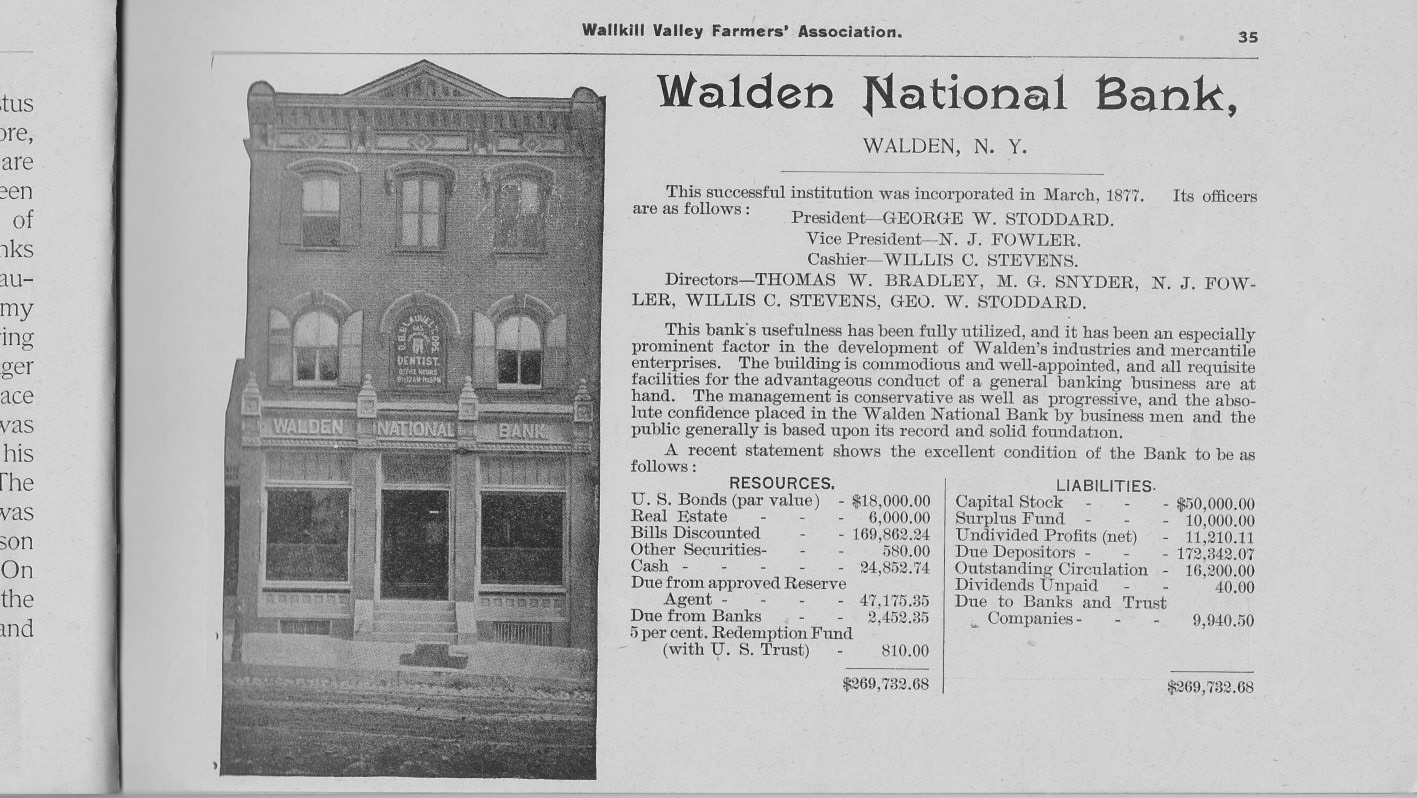 stus
ore,
are
een
of
nks
au-
my
ring
ger
ace
was
his
The
was
son
On
the
and
Wallkill Valley Farmers' Association.
35
DENTIST.
OFFICE HOURS
WALDEN NATIONAL BANK
Walden National Bank,
WALDEN, N. Y.
This successful institution was incorporated in March, 1877. Its officers
are as follows:
President—GEORGE W. STODDARD.
Vice President—N. J. FOWLER.
Cashier—WILLIS C. STEVENS.
Directors—THOMAS W. BRADLEY, M. G. SNYDER, N. J. FOW-
LER, WILLIS C. STEVENS, GEO. W. STODDARD.
This bank's usefulness has been fully utilized, and it has been an especially
prominent factor in the development of Walden's industries and mercantile
enterprises. The building is commodious and well-appointed, and all requisite
facilities for the advantageous conduct of a general banking business are at
hand. The management is conservative as well as progressive, and the abso-
lute confidence placed in the Walden National Bank by business men and the
public generally is based upon its record and solid foundation.
A recent statement shows the excellent condition of the Bank to be as
follows:
RESOURCES.
U. S. Bonds (par value) - $18,000.00
Real Estate - - - 6,000.00
Bills Discounted - - 169,862.24
Other Securities- - - 580.00
Cash - - - - - 24,852.74
Due from approved Reserve
Agent - - - - 47,175.35
Due from Banks - - 2,452.35
5 per cent. Redemption Fund
(with U. S. Trust) - 810.00
$269,732.68
LIABILITIES.
Capital Stock - - - $50,000.00
Surplus Fund - - - 10,000.00
Undivided Profits (net) - 11,210.11
Due Depositors - - - 172,342.07
Outstanding Circulation - 16,200.00
Dividends Unpaid - - 40.00
Due to Banks and Trust
Companies- - - 9,940.50
$269,732.68